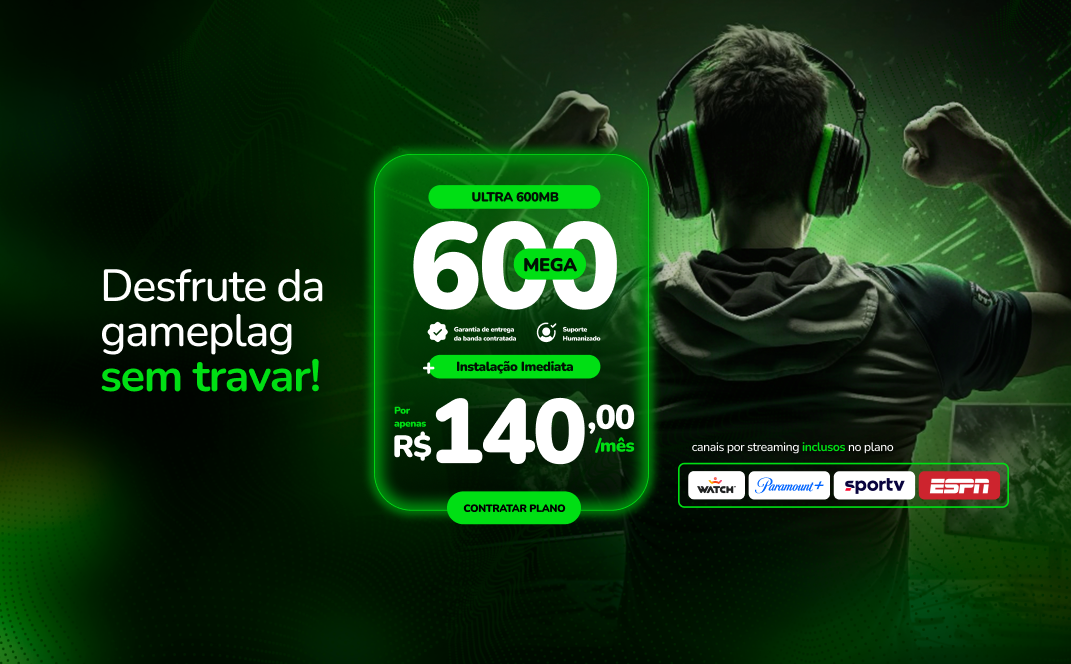 Desfrute da
gameplag
sem travar!
ULTRA 600MB
600
MEGA
Garantia de entrega
da banda contratada
Suporte
Humanizado
+ Instalação Imediata
Por
apenas
R$140,00
/mês
CONTRATAR PLANO
canais por streaming inclusos no plano
WATCH
Paramount+
sportv
ESPN